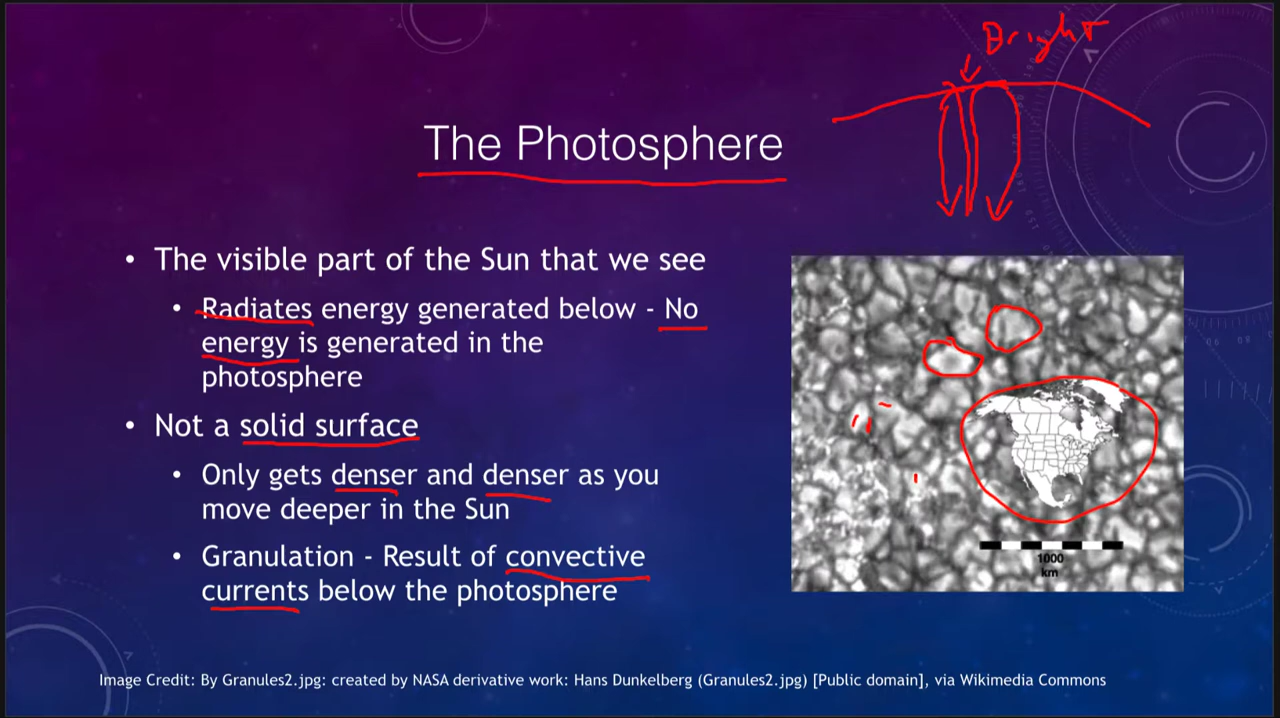 Bright
The Photosphere
• The visible part of the Sun that we see
• Radiates energy generated below - No
energy is generated in the
photosphere
• Not a solid surface
• Only gets denser and denser as you
move deeper in the Sun
• Granulation - Result of convective
currents below the photosphere
1000
km
Image Credit: By Granules2.jpg: created by NASA derivative work: Hans Dunkelberg (Granules2.jpg) [Public domain], via Wikimedia Commons